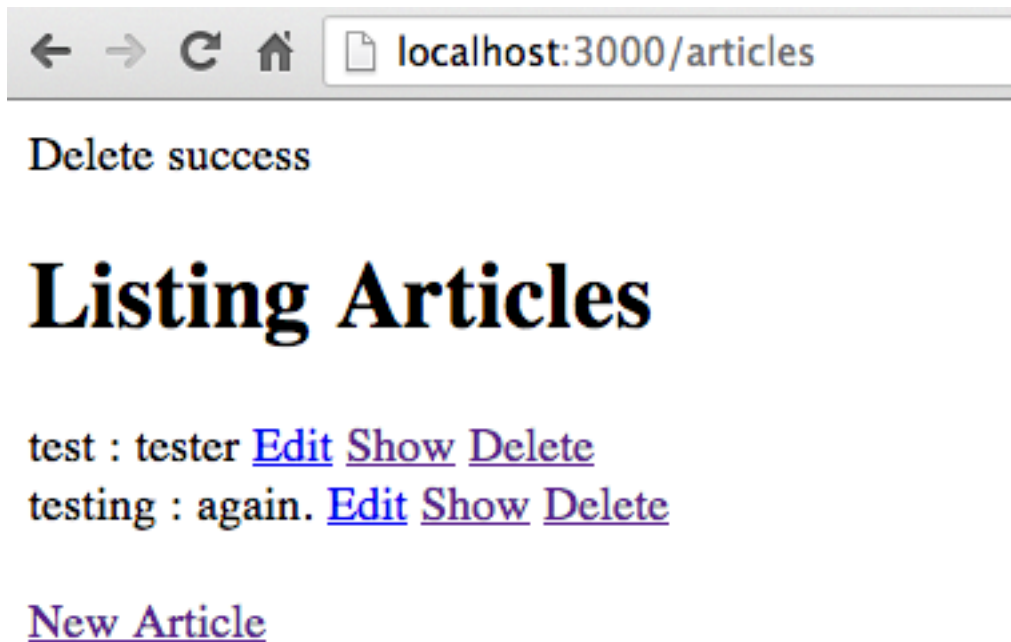 localhost:3000/articles
Delete success
Listing Articles
test : tester Edit Show Delete
testing : again. Edit Show Delete
New Article